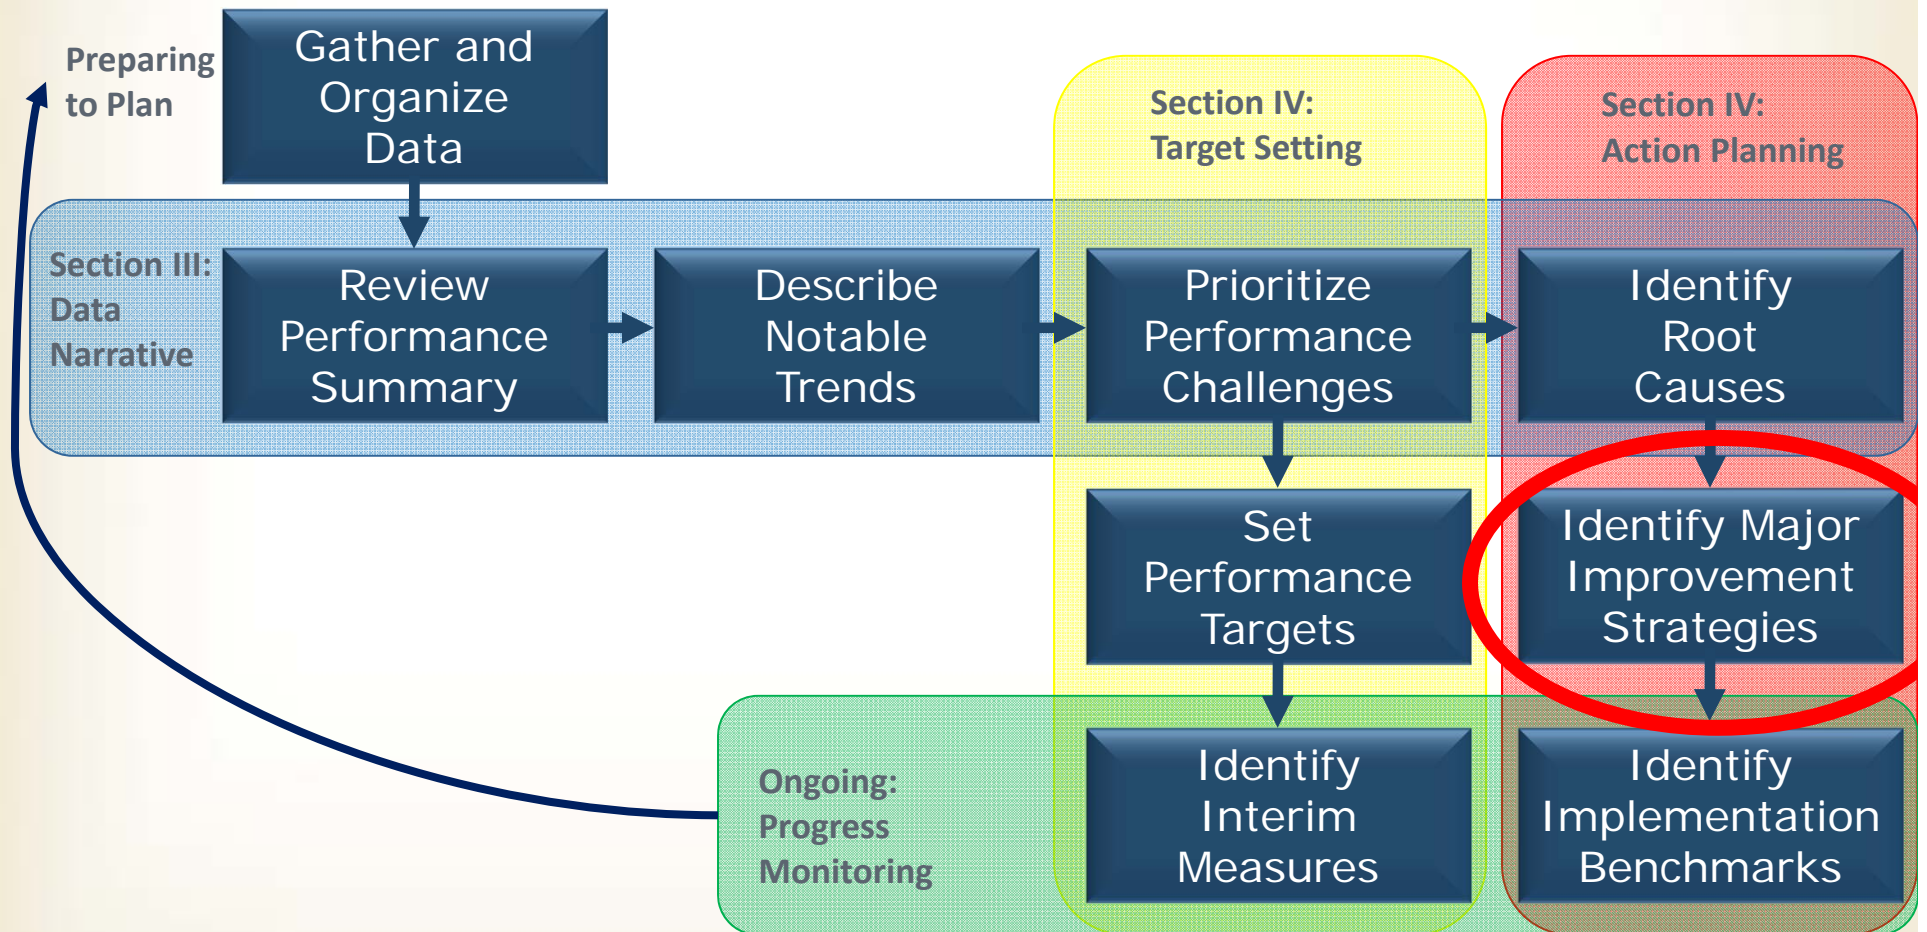 Preparing
to Plan
Gather and
Organize
Data
Section IV:
Target Setting
Section IV:
Action Planning
Section III:
Data
Narrative
Review
Performance
Summary
Describe
Notable
Trends
Prioritize
Performance
Challenges
Identify
Root
Causes
Set
Performance
Targets
Identify Major
Improvement
Strategies
Ongoing:
Progress
Monitoring
Identify
Interim
Measures
Identify
Implementation
Benchmarks